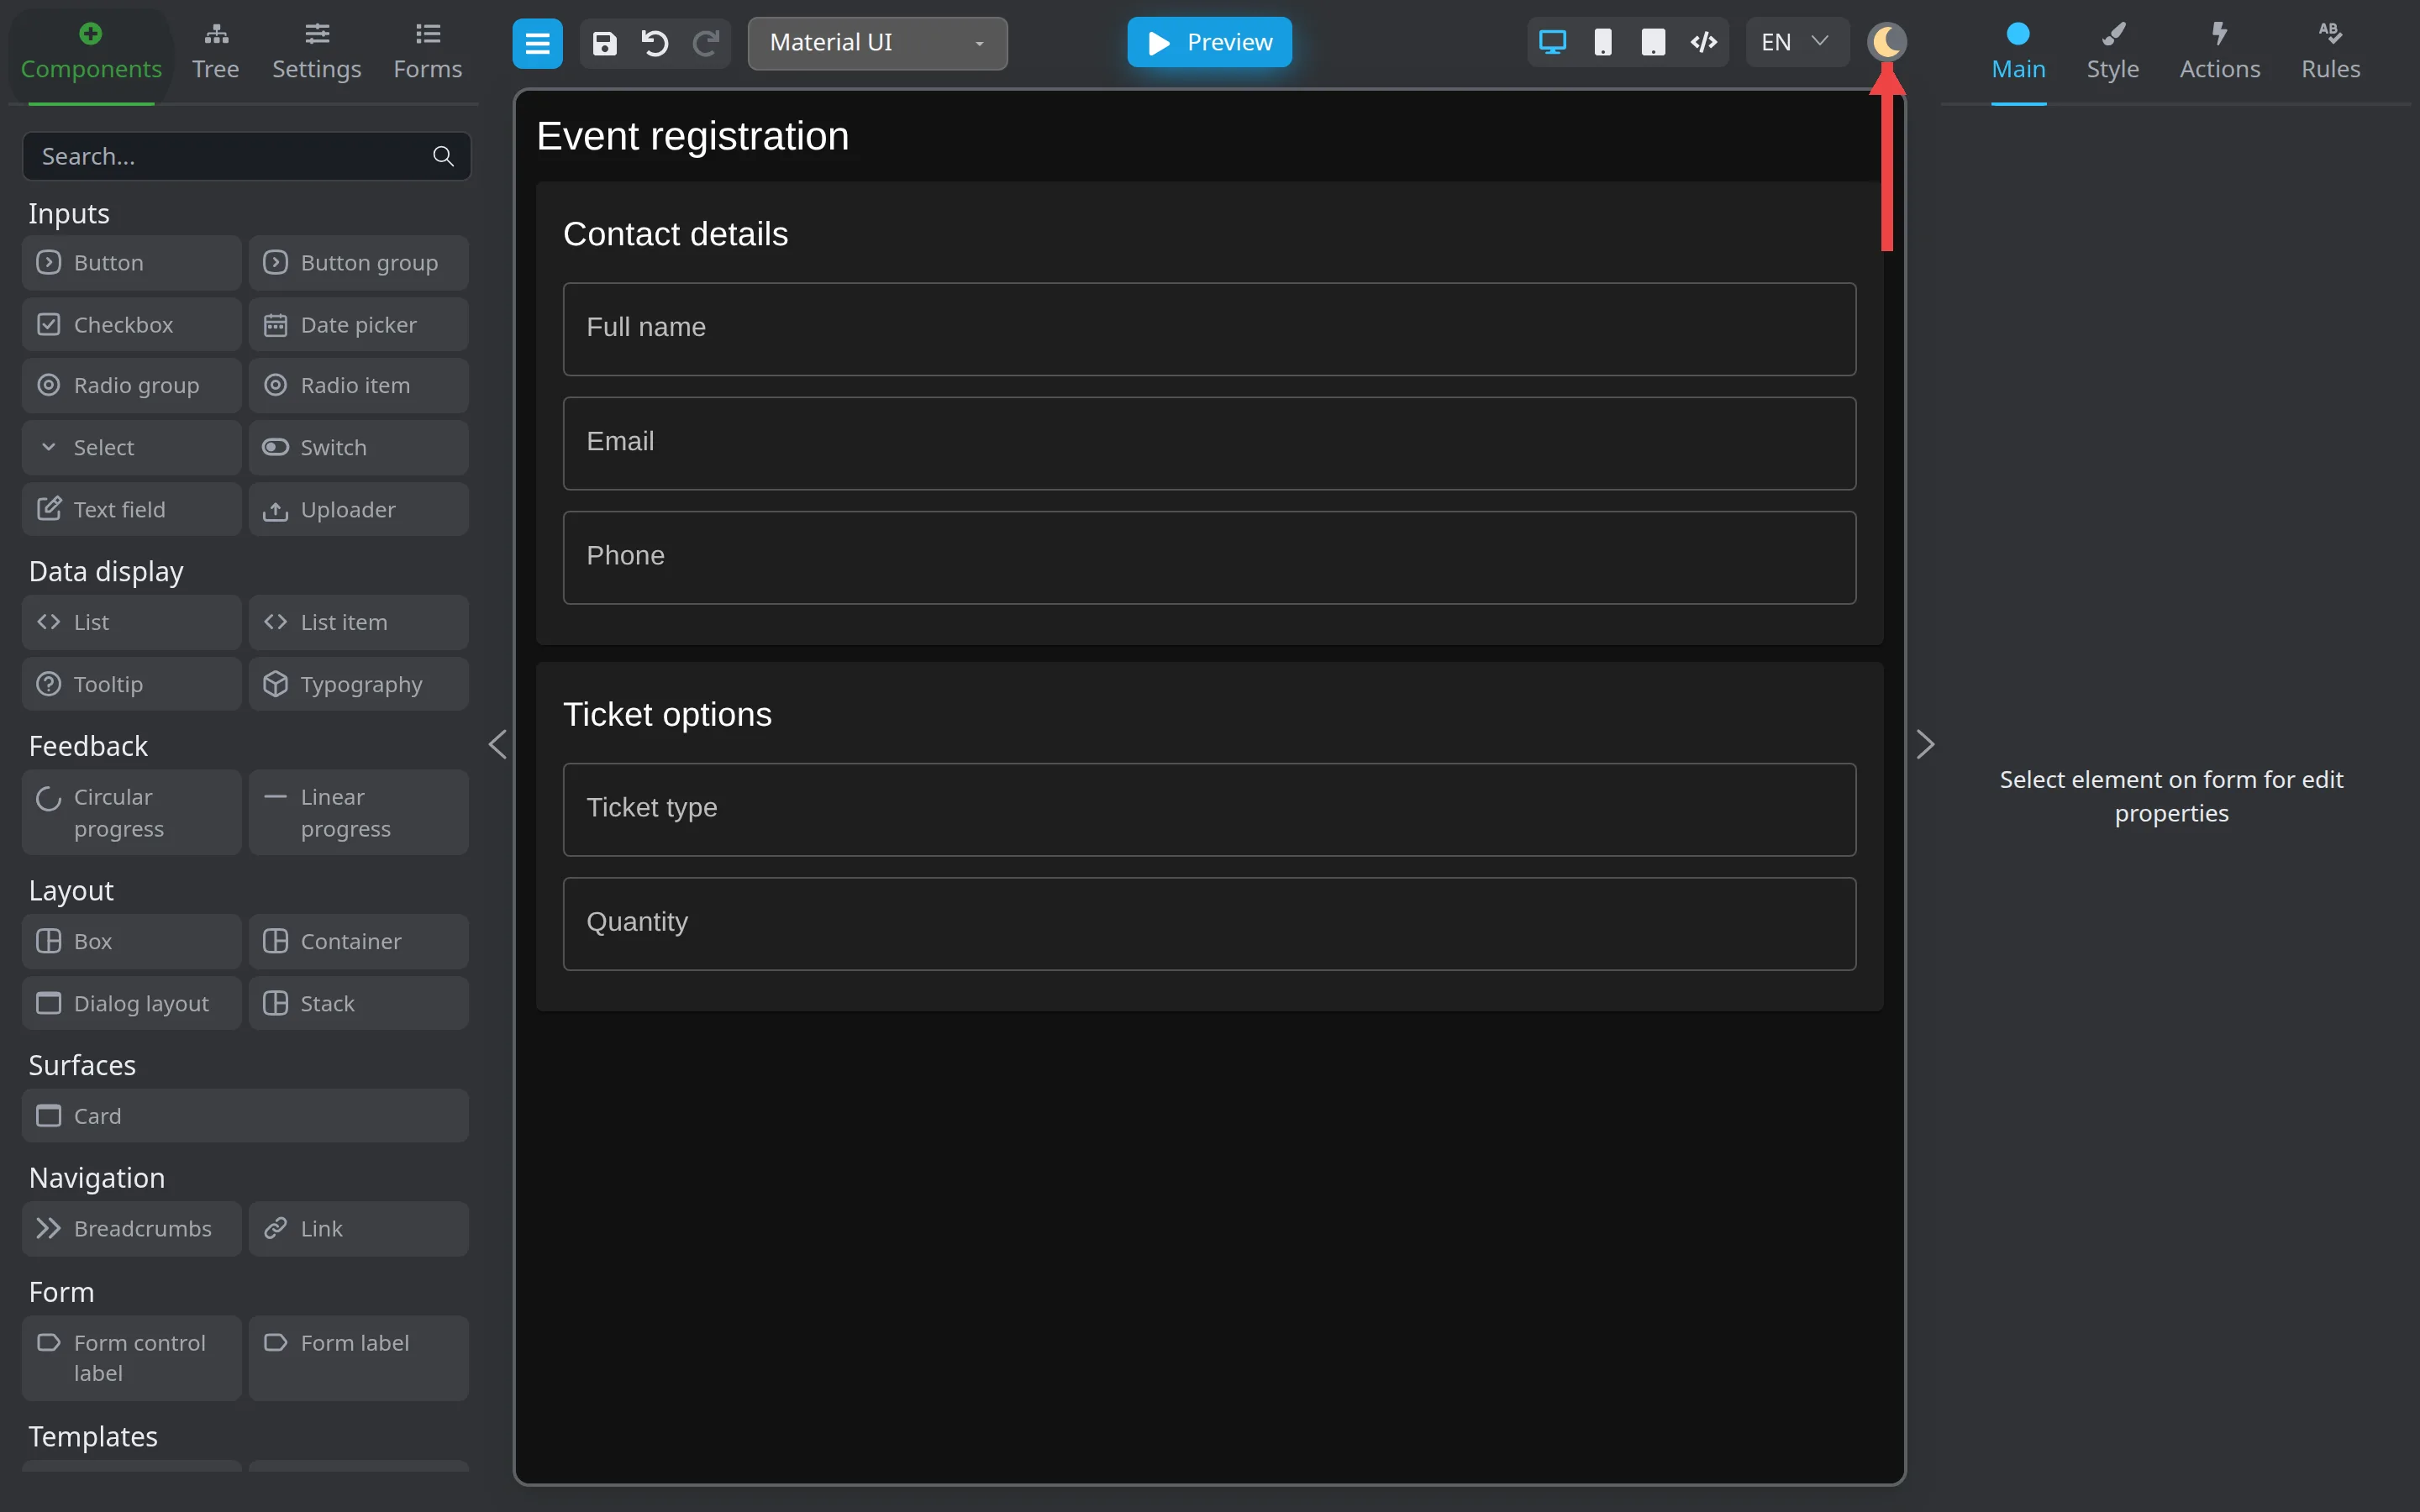 Components
Tree
Settings
Forms
Material UI
Preview
EN
Main
Style
Actions
Rules
Search...
Inputs
Button
Button group
Checkbox
Date picker
Radio group
Radio item
Select
Switch
Text field
Uploader
Data display
List
List item
Tooltip
Typography
Feedback
Circular
progress
Linear
progress
Layout
Box
Container
Dialog layout
Stack
Surfaces
Card
Navigation
Breadcrumbs
Link
Form
Form control
label
Form label
Templates
Event registration
Contact details
Full name
Email
Phone
Ticket options
Ticket type
Quantity
Select element on form for edit
properties